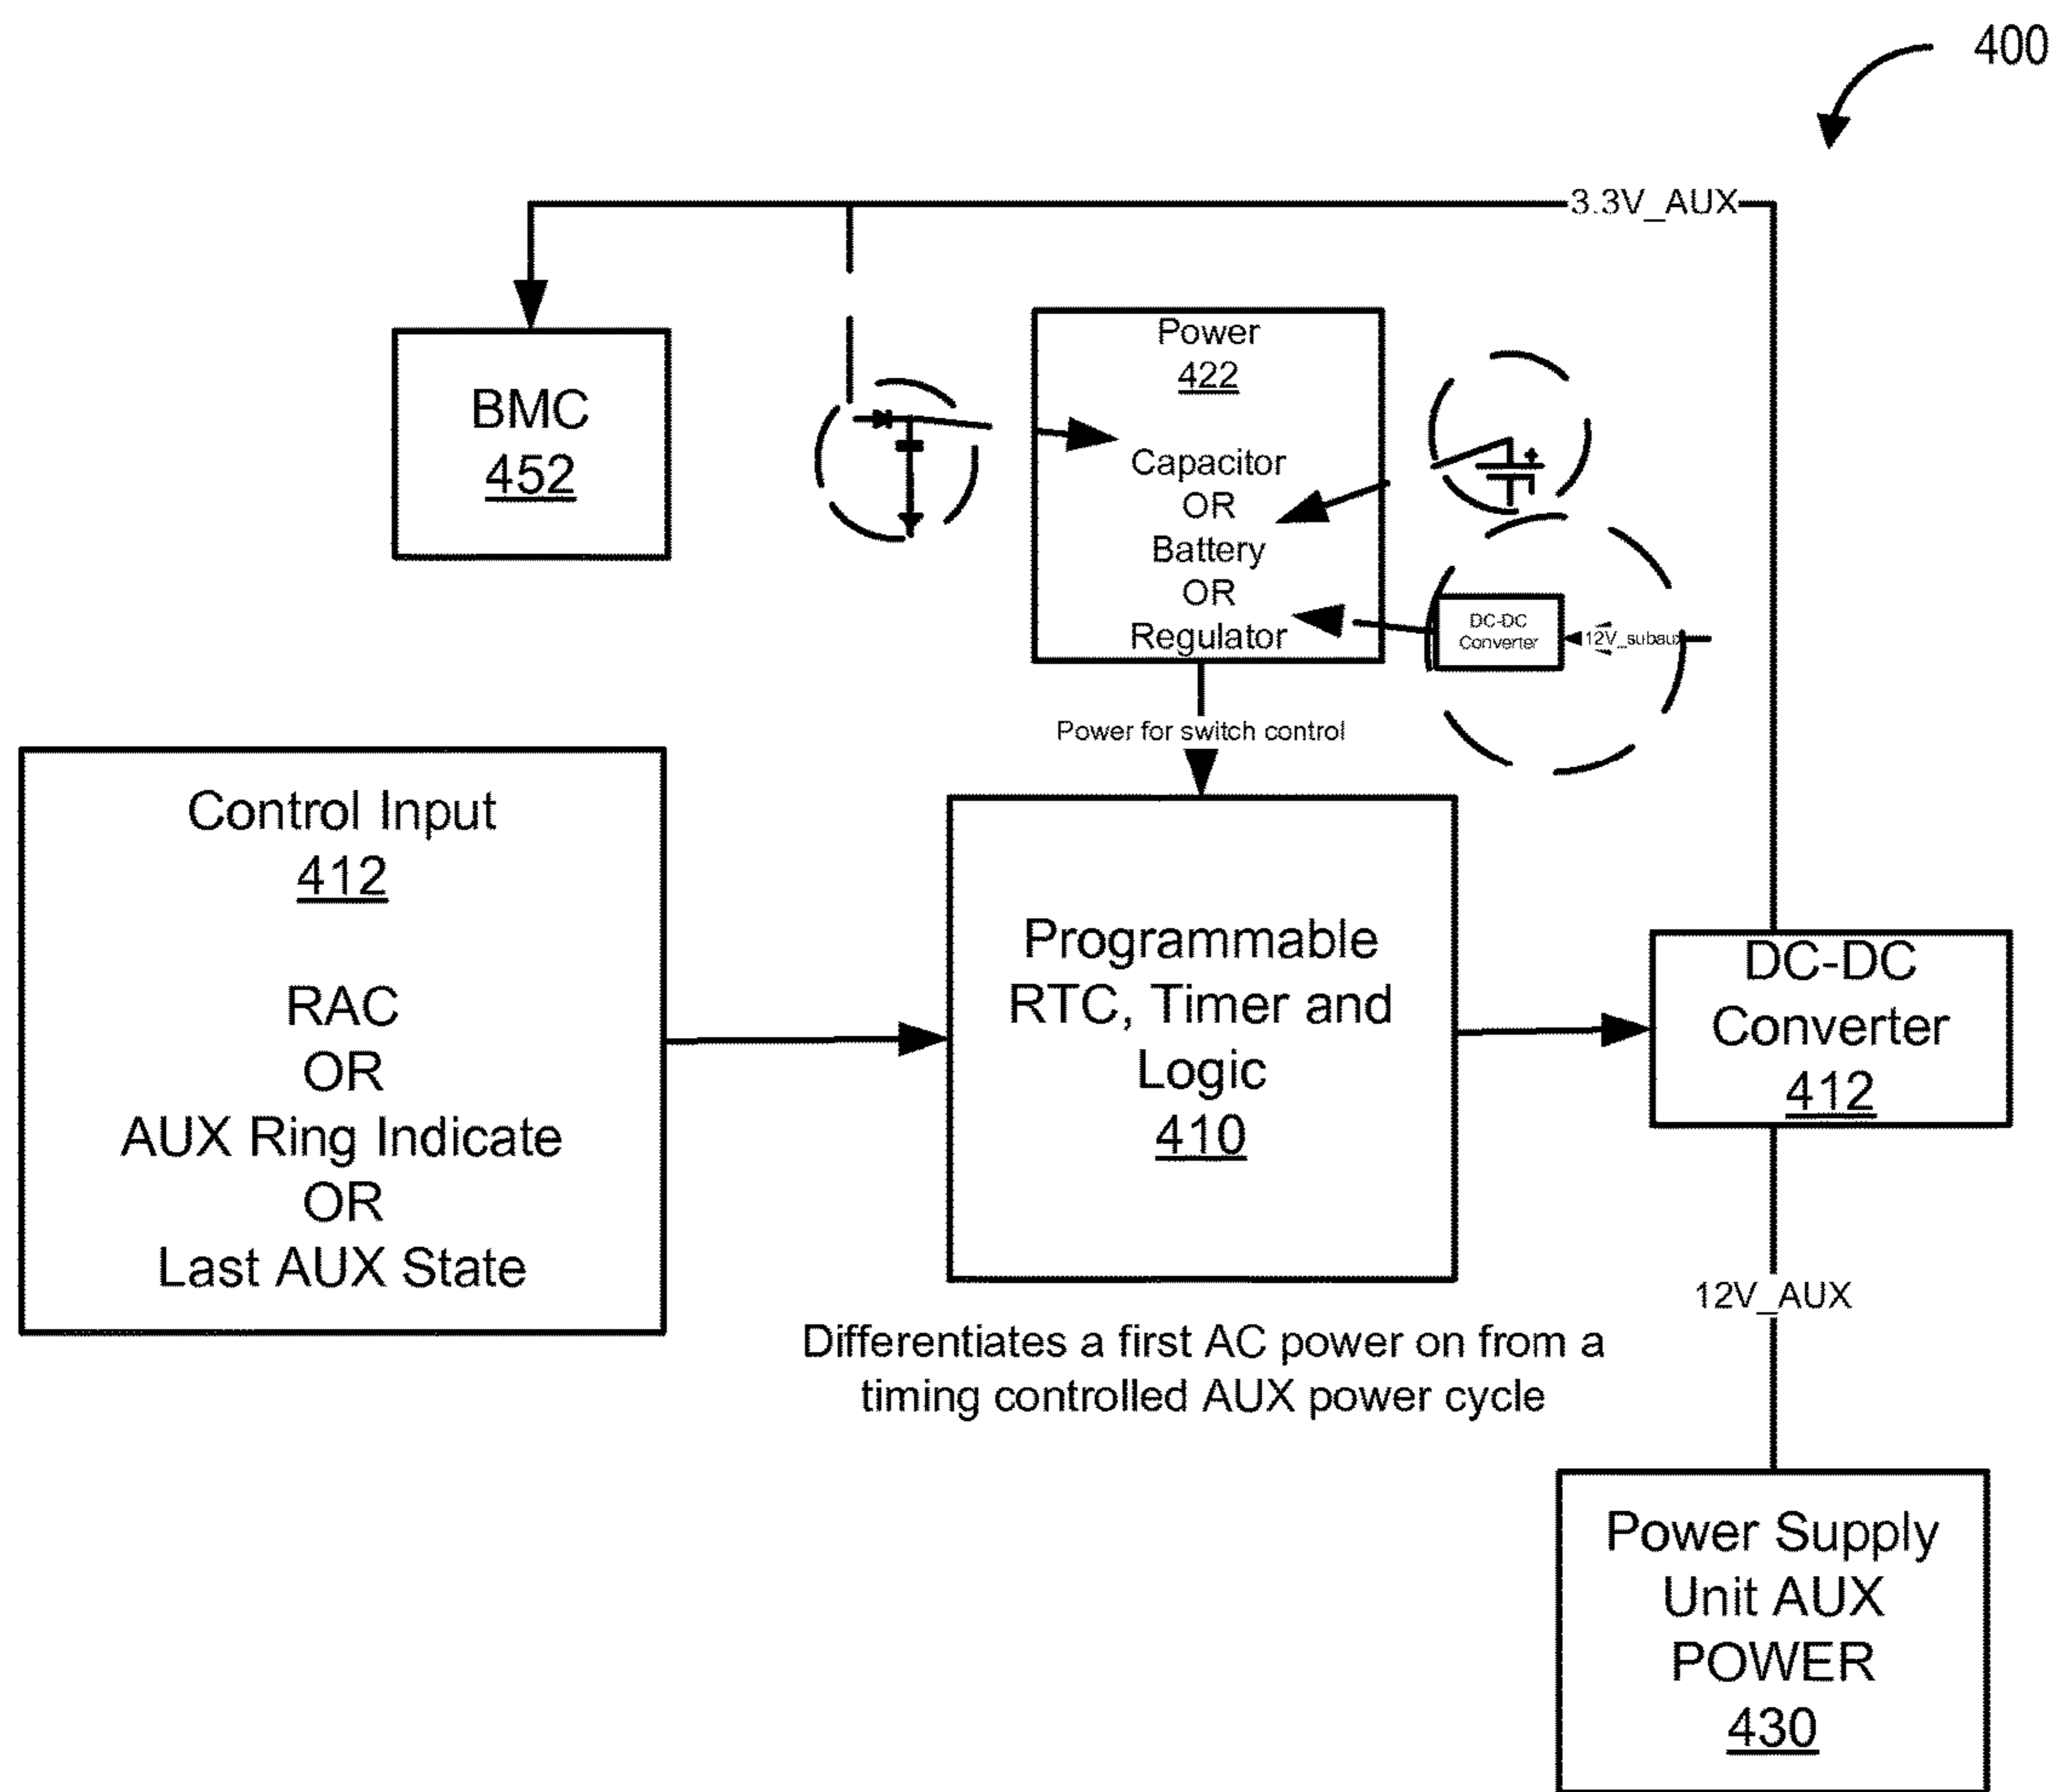 400
3.3V_AUX
BMC
452
Power
422
Capacitor
OR
Battery
OR
Regulator
DC-DC
Converter
12V_subaux
Power for switch control
Control Input
412
RAC
OR
AUX Ring Indicate
OR
Last AUX State
Programmable
RTC, Timer and
Logic
410
DC-DC
Converter
412
Differentiates a first AC power on from a
timing controlled AUX power cycle
12V_AUX
Power Supply
Unit AUX
POWER
430